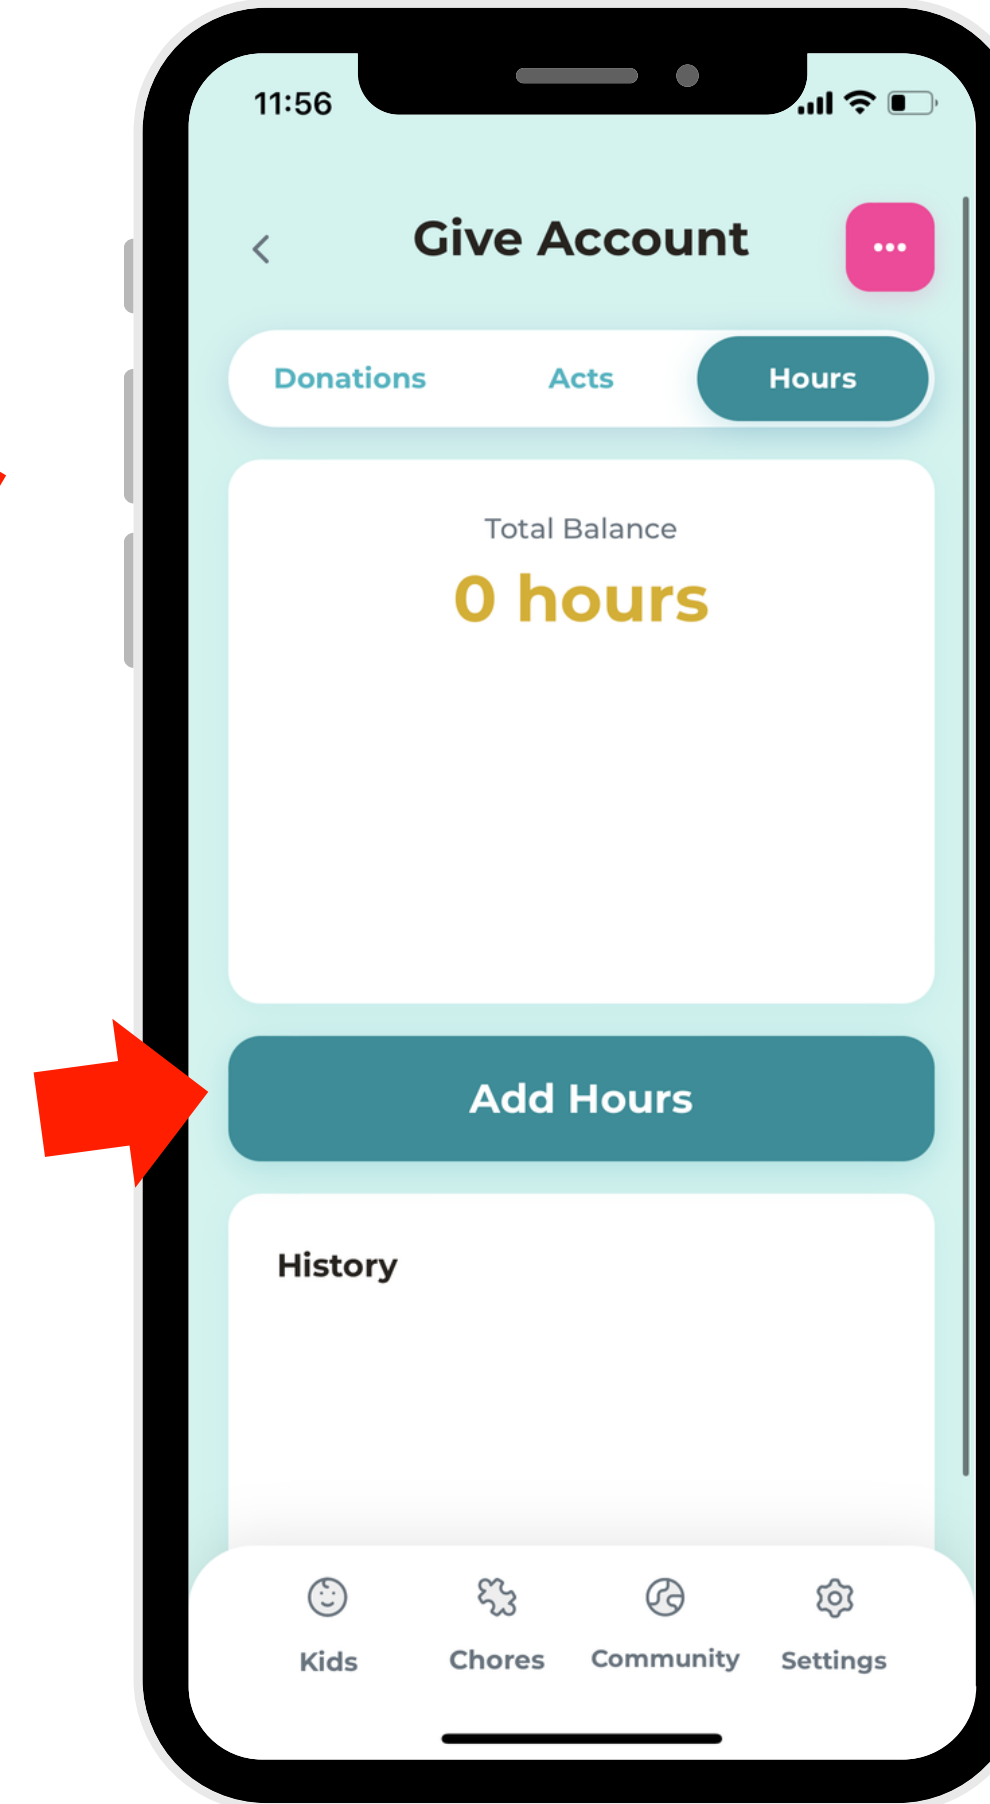 11:56
Give Account
Donations Acts Hours
Total Balance
0 hours
Add Hours
History
Kids Chores Community Settings